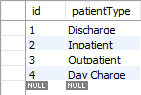 id patientType
1 Discharge
2 Inpatient
3 Outpatient
4 Day Charge
NULL NULL